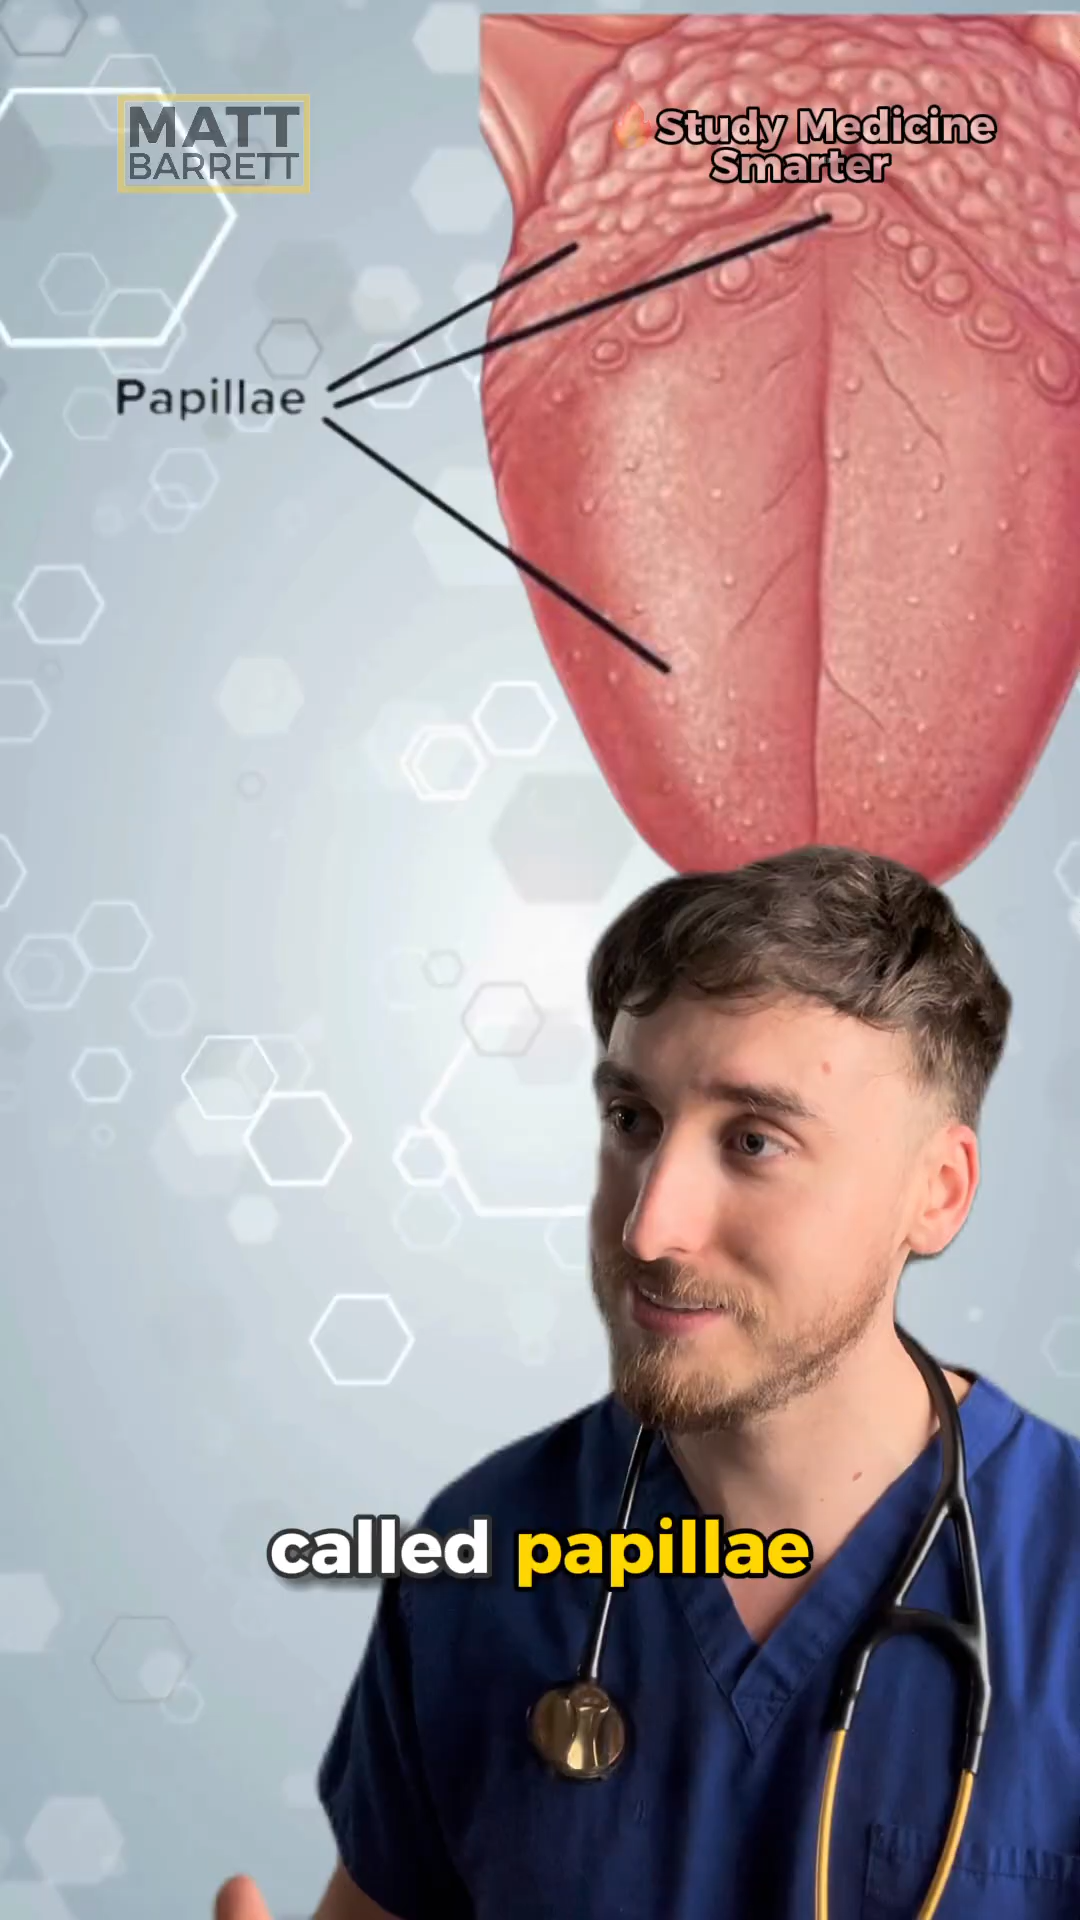 MATT
BARRETT
🔥Study Medicine
Smarter
Papillae
called papillae